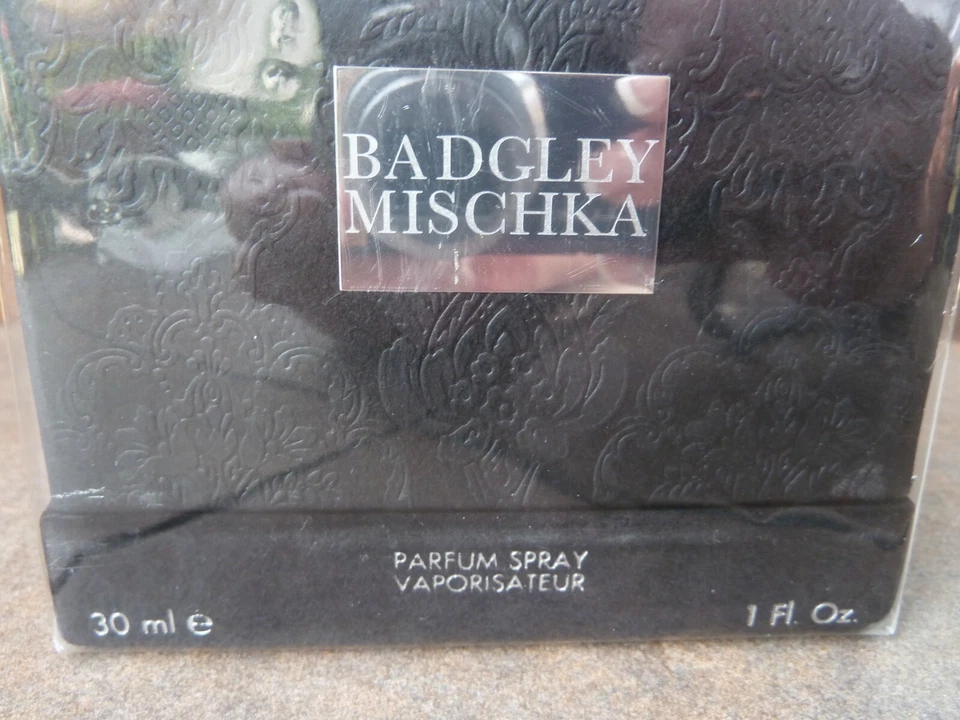 BADGLEY
MISCHKA
PARFUM SPRAY
VAPORISATEUR
30 ml ℮
1 Fl. Oz.